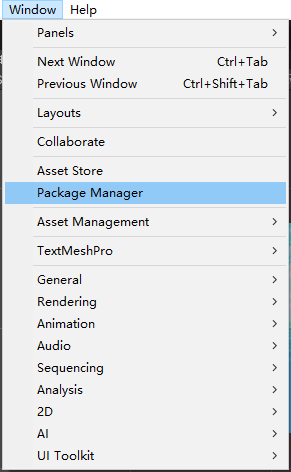 Window Help
Panels
Next Window Ctrl+Tab
Previous Window Ctrl+Shift+Tab
Layouts
Collaborate
Asset Store
Package Manager
Asset Management
TextMeshPro
General
Rendering
Animation
Audio
Sequencing
Analysis
2D
AI
UI Toolkit